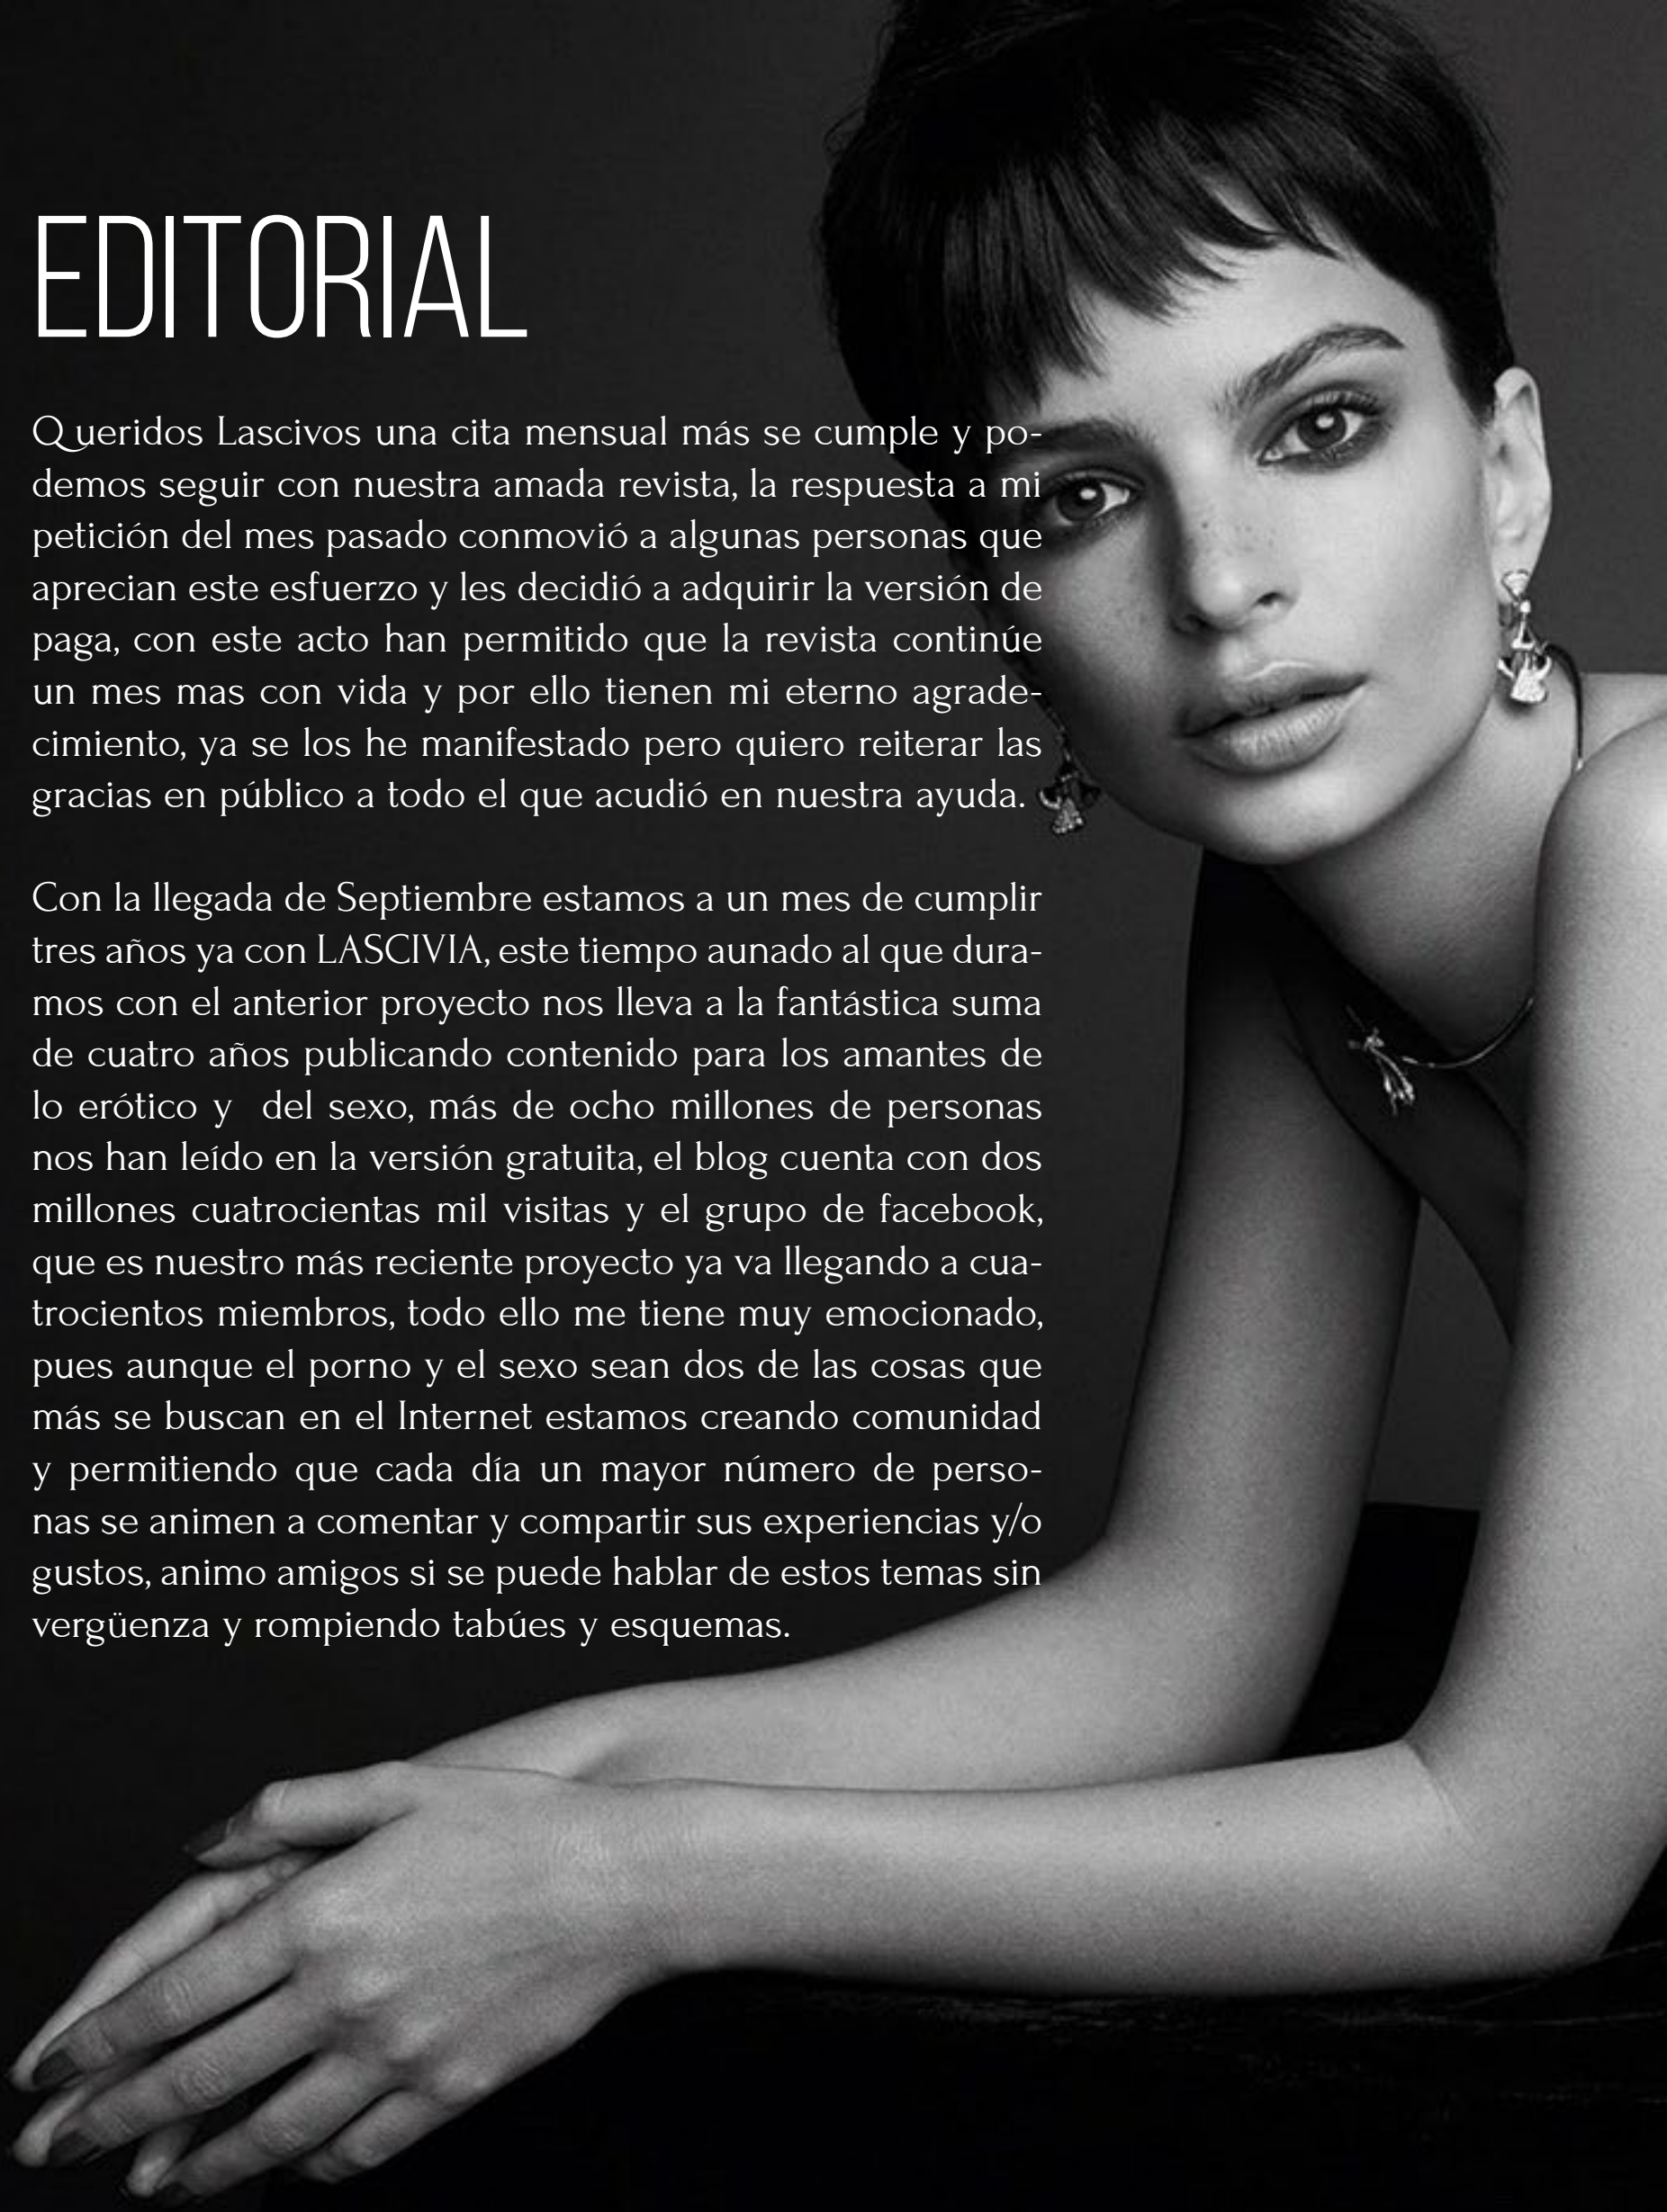 EDITORIAL
Queridos Lascivos una cita mensual más se cumple y po-
demos seguir con nuestra amada revista, la respuesta a mi
petición del mes pasado conmovió a algunas personas que
aprecian este esfuerzo y les decidió a adquirir la versión de
paga, con este acto han permitido que la revista continúe
un mes mas con vida y por ello tienen mi eterno agrade-
cimiento, ya se los he manifestado pero quiero reiterar las
gracias en público a todo el que acudió en nuestra ayuda.
Con la llegada de Septiembre estamos a un mes de cumplir
tres años ya con LASCIVIA, este tiempo aunado al que dura-
mos con el anterior proyecto nos lleva a la fantástica suma
de cuatro años publicando contenido para los amantes de
lo erótico y  del sexo, más de ocho millones de personas
nos han leído en la versión gratuita, el blog cuenta con dos
millones cuatrocientas mil visitas y el grupo de facebook,
que es nuestro más reciente proyecto ya va llegando a cua-
trocientos miembros, todo ello me tiene muy emocionado,
pues aunque el porno y el sexo sean dos de las cosas que
más se buscan en el Internet estamos creando comunidad
y permitiendo que cada día un mayor número de perso-
nas se animen a comentar y compartir sus experiencias y/o
gustos, animo amigos si se puede hablar de estos temas sin
vergüenza y rompiendo tabúes y esquemas.